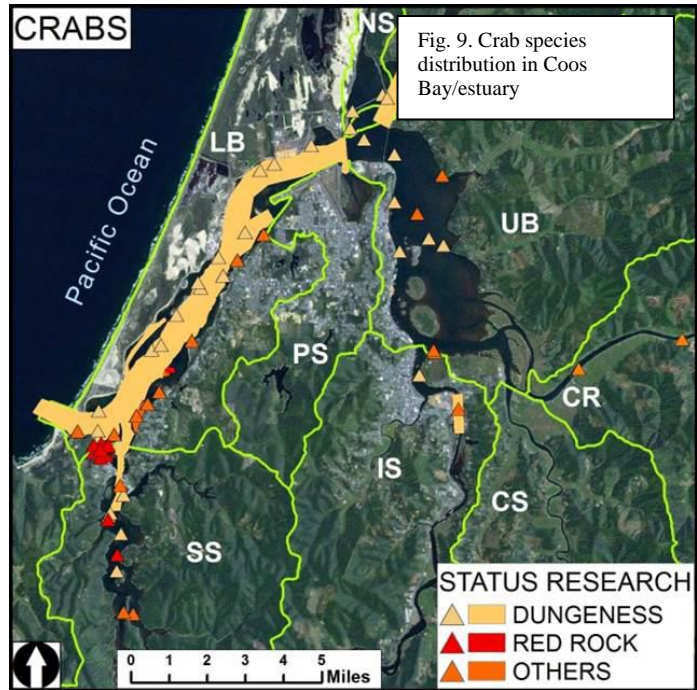 CRABS
NS
Fig. 9. Crab species
distribution in Coos
Bay/estuary
LB
Pacific Ocean
UB
PS
CR
IS
CS
SS
STATUS RESEARCH
DUNGENESS
RED ROCK
OTHERS
0 1 2 3 4 5
Miles